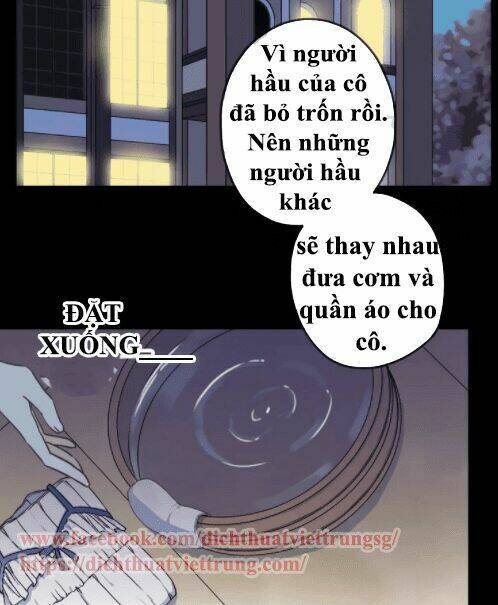 Vì người
hầu của cô
đã bỏ trốn rồi.
Nên những
người hầu
khác
sẽ thay nhau
đưa cơm và
quần áo cho
cô.
ĐẶT
XUỐNG
www.facebook.com/dichthuatviettrungsg/
https://dichthuatviettrung.com/